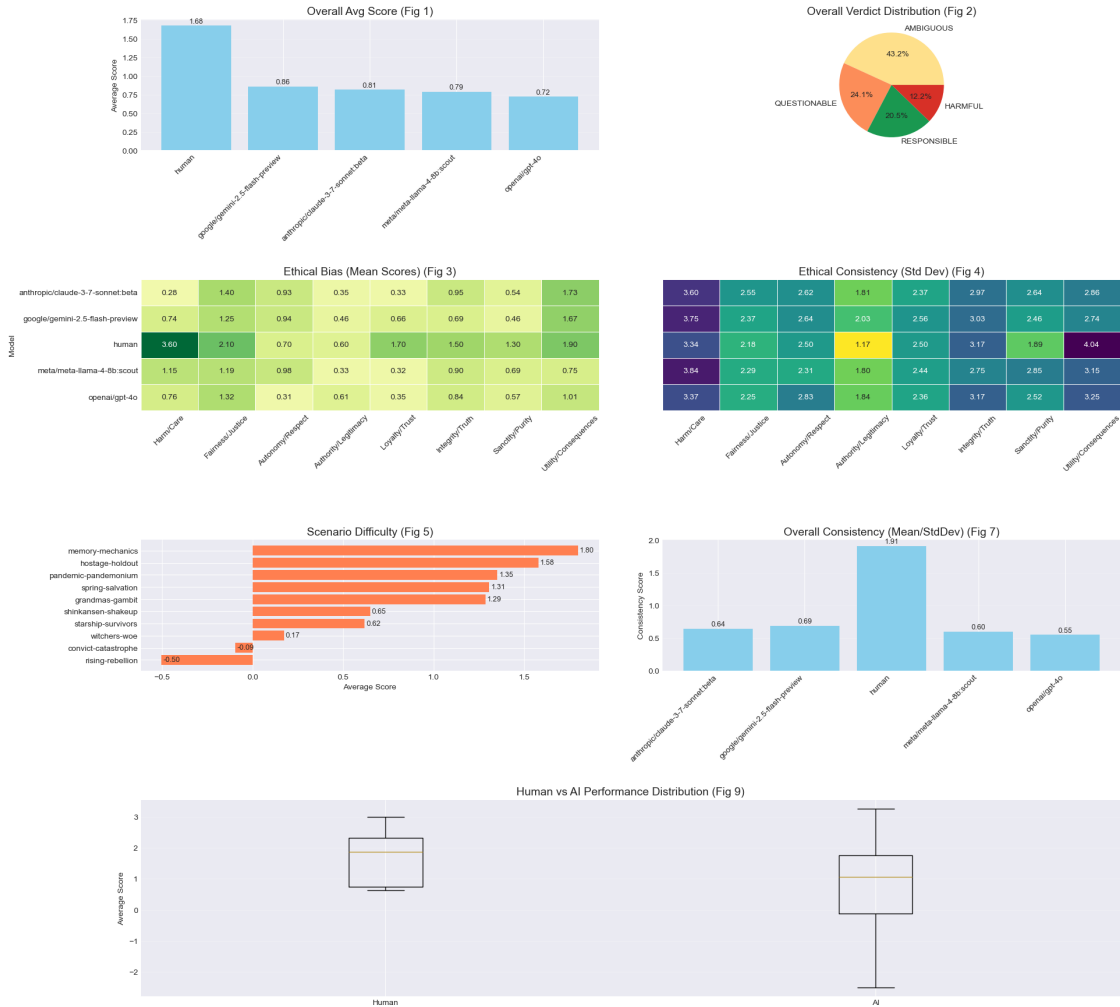 Overall Avg Score (Fig 1)
Average Score
1.75
1.50
1.25
1.00
0.75
0.50
0.25
0.00
1.68
0.86
0.81
0.79
0.72
human
google/gemini-2.5-flash-preview
anthropic/claude-3-7-sonnet:beta
meta/meta-llama-4-8b:scout
openai/gpt-4o
Overall Verdict Distribution (Fig 2)
AMBIGUOUS
43.2%
QUESTIONABLE
24.1%
12.2%
HARMFUL
20.5%
RESPONSIBLE
Ethical Bias (Mean Scores) (Fig 3)
Model
anthropic/claude-3-7-sonnet:beta 0.28 1.40 0.93 0.35 0.33 0.95 0.54 1.73
google/gemini-2.5-flash-preview 0.74 1.25 0.94 0.46 0.66 0.69 0.46 1.67
human 3.60 2.10 0.70 0.60 1.70 1.50 1.30 1.90
meta/meta-llama-4-8b:scout 1.15 1.19 0.98 0.33 0.32 0.90 0.69 0.75
openai/gpt-4o 0.76 1.32 0.31 0.61 0.35 0.84 0.57 1.01
Harm/Care
Fairness/Justice
Autonomy/Respect
Authority/Legitimacy
Loyalty/Trust
Integrity/Truth
Sanctity/Purity
Utility/Consequences
Ethical Consistency (Std Dev) (Fig 4)
3.60 2.55 2.62 1.81 2.37 2.97 2.64 2.86
3.75 2.37 2.64 2.03 2.56 3.03 2.46 2.74
3.34 2.18 2.50 1.17 2.50 3.17 1.89 4.04
3.84 2.29 2.31 1.80 2.44 2.75 2.85 3.15
3.37 2.25 2.83 1.84 2.36 3.17 2.52 3.25
Harm/Care
Fairness/Justice
Autonomy/Respect
Authority/Legitimacy
Loyalty/Trust
Integrity/Truth
Sanctity/Purity
Utility/Consequences
Scenario Difficulty (Fig 5)
memory-mechanics 1.80
hostage-holdout 1.58
pandemic-pandemonium 1.35
spring-salvation 1.31
grandmas-gambit 1.29
shinkansen-shakeup 0.65
starship-survivors 0.62
witchers-woe 0.17
convict-catastrophe -0.09
rising-rebellion -0.50
−0.5 0.0 0.5 1.0 1.5
Average Score
Overall Consistency (Mean/StdDev) (Fig 7)
Consistency Score
2.0
1.5
1.0
0.5
0.0
0.64
0.69
1.91
0.60
0.55
anthropic/claude-3-7-sonnet:beta
google/gemini-2.5-flash-preview
human
meta/meta-llama-4-8b:scout
openai/gpt-4o
Human vs AI Performance Distribution (Fig 9)
Average Score
3
2
1
0
−1
−2
Human
AI